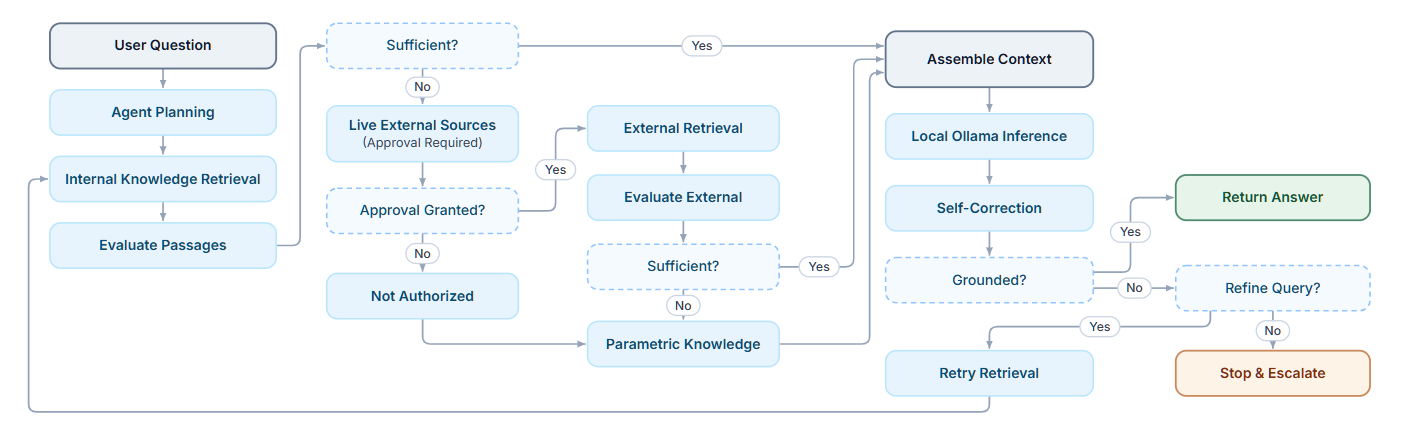 User Question
Agent Planning
Internal Knowledge Retrieval
Evaluate Passages
Sufficient?
Yes
No
Live External Sources
(Approval Required)
Approval Granted?
Yes
No
Not Authorized
External Retrieval
Evaluate External
Sufficient?
Yes
No
Parametric Knowledge
Assemble Context
Local Ollama Inference
Self-Correction
Grounded?
Yes
No
Return Answer
Refine Query?
Yes
No
Retry Retrieval
Stop & Escalate